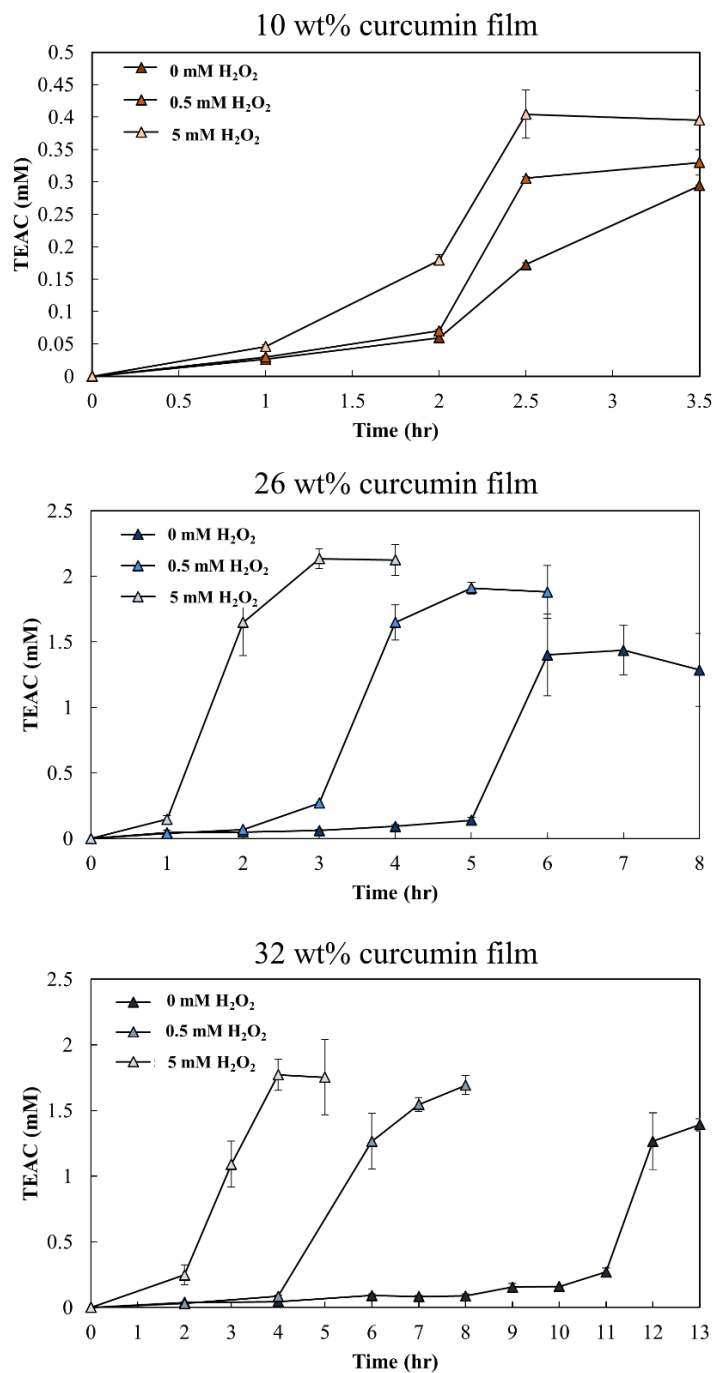 10 wt% curcumin film
0.5
0.45
0.4
0.35
0.3
0.25
0.2
0.15
0.1
0.05
0
TEAC (mM)
0 mM H₂O₂
0.5 mM H₂O₂
5 mM H₂O₂
0 0.5 1 1.5 2 2.5 3 3.5
Time (hr)
26 wt% curcumin film
2.5
2
1.5
1
0.5
0
TEAC (mM)
0 mM H₂O₂
0.5 mM H₂O₂
5 mM H₂O₂
0 1 2 3 4 5 6 7 8
Time (hr)
32 wt% curcumin film
2.5
2
1.5
1
0.5
0
TEAC (mM)
0 mM H₂O₂
0.5 mM H₂O₂
5 mM H₂O₂
0 1 2 3 4 5 6 7 8 9 10 11 12 13
Time (hr)